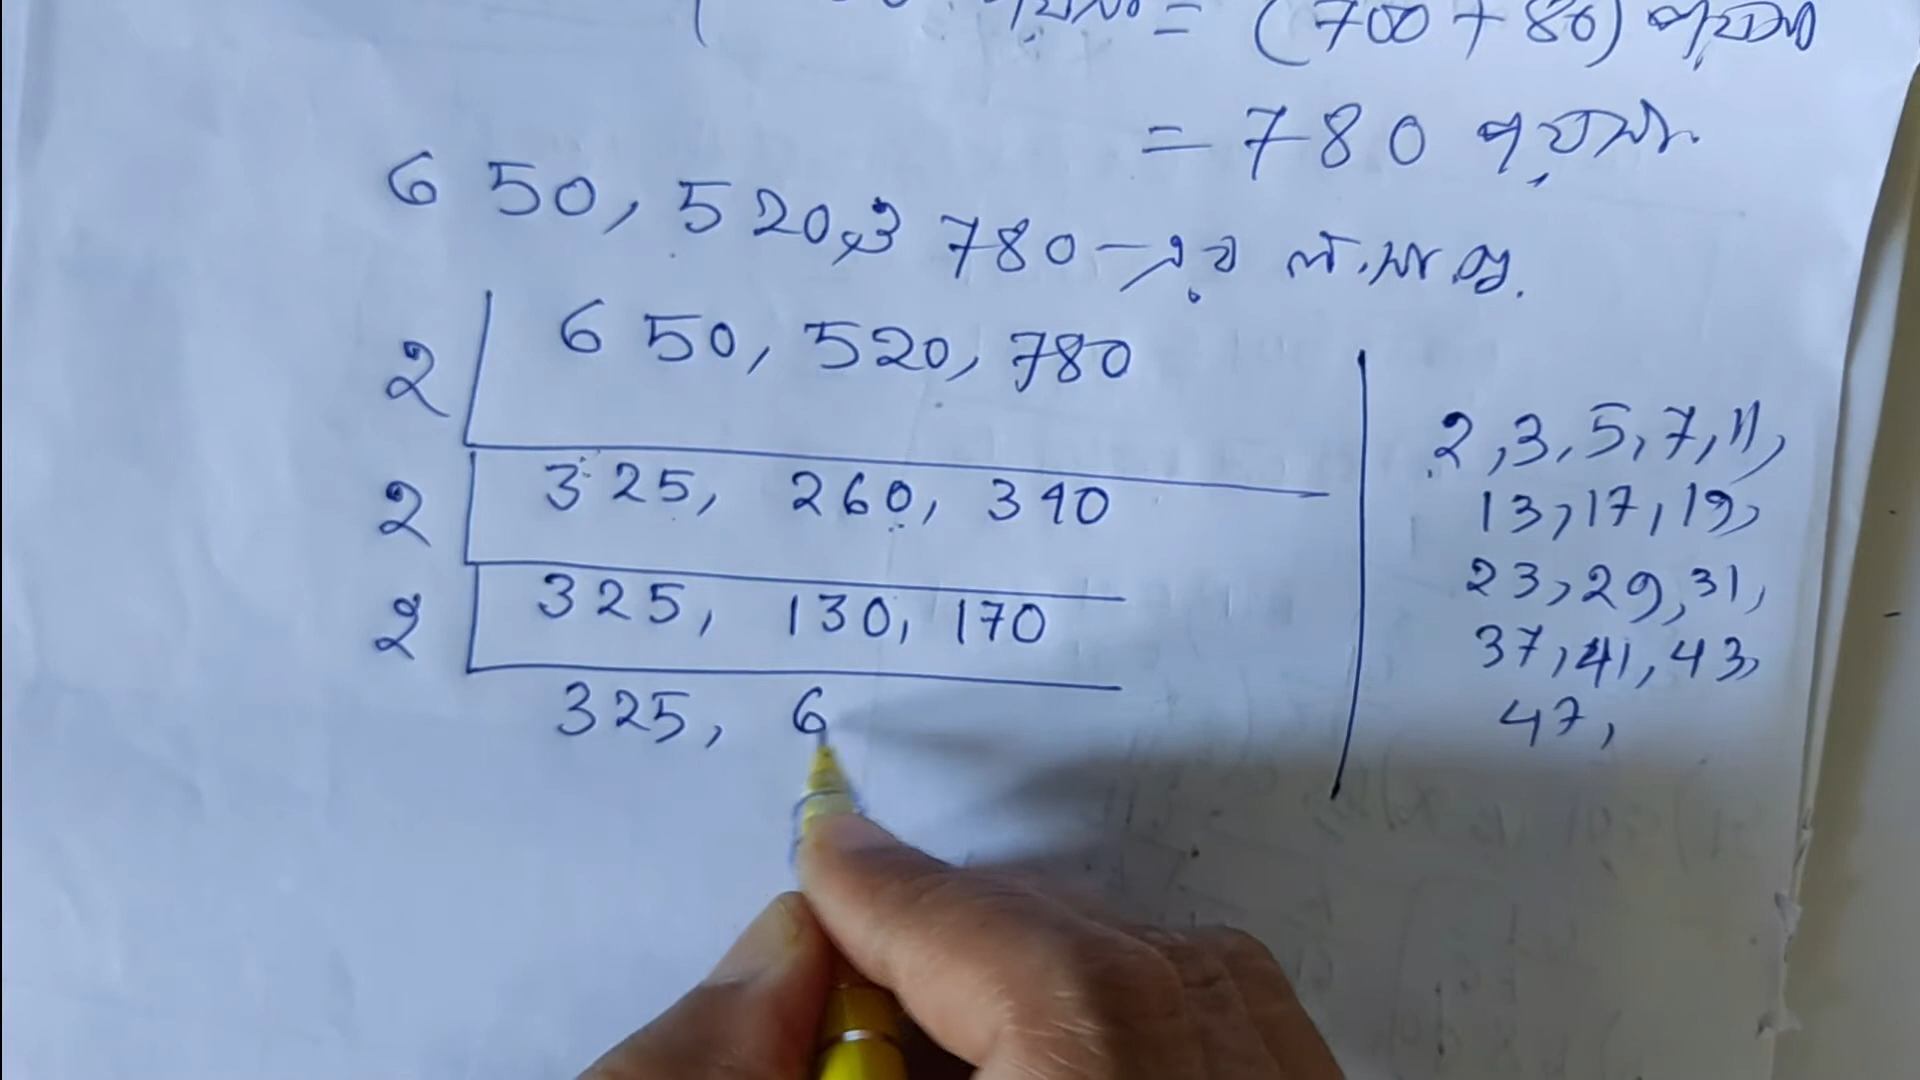 = (700 + 80) পয়সা
= 780 পয়সা
650, 520, ও 780 -এর ল.সা.গু.
2 650, 520, 780
2 325, 260, 340
2 325, 130, 170
325, 6
2, 3, 5, 7, 11,
13, 17, 19,
23, 29, 31,
37, 41, 43,
47,